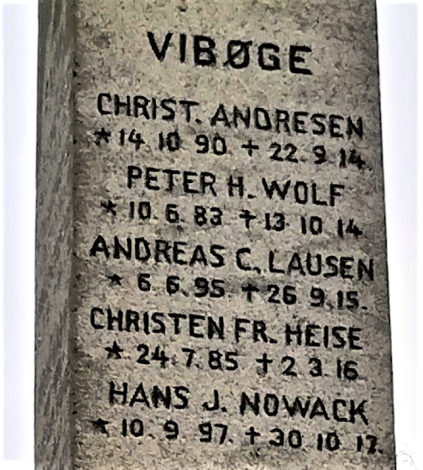 VIBØGE
CHRIST. ANDRESEN
* 14. 10. 90. + 22. 9. 14.
PETER H. WOLF
* 10. 6. 83 † 13. 10. 14.
ANDREAS C. LAUSEN
* 6. 6. 95. † 26. 9. 15.
CHRISTEN FR. HEISE
* 24. 7. 85 † 2. 3. 16.
HANS J. NOWACK
* 10. 9. 97. + 30. 10. 17.